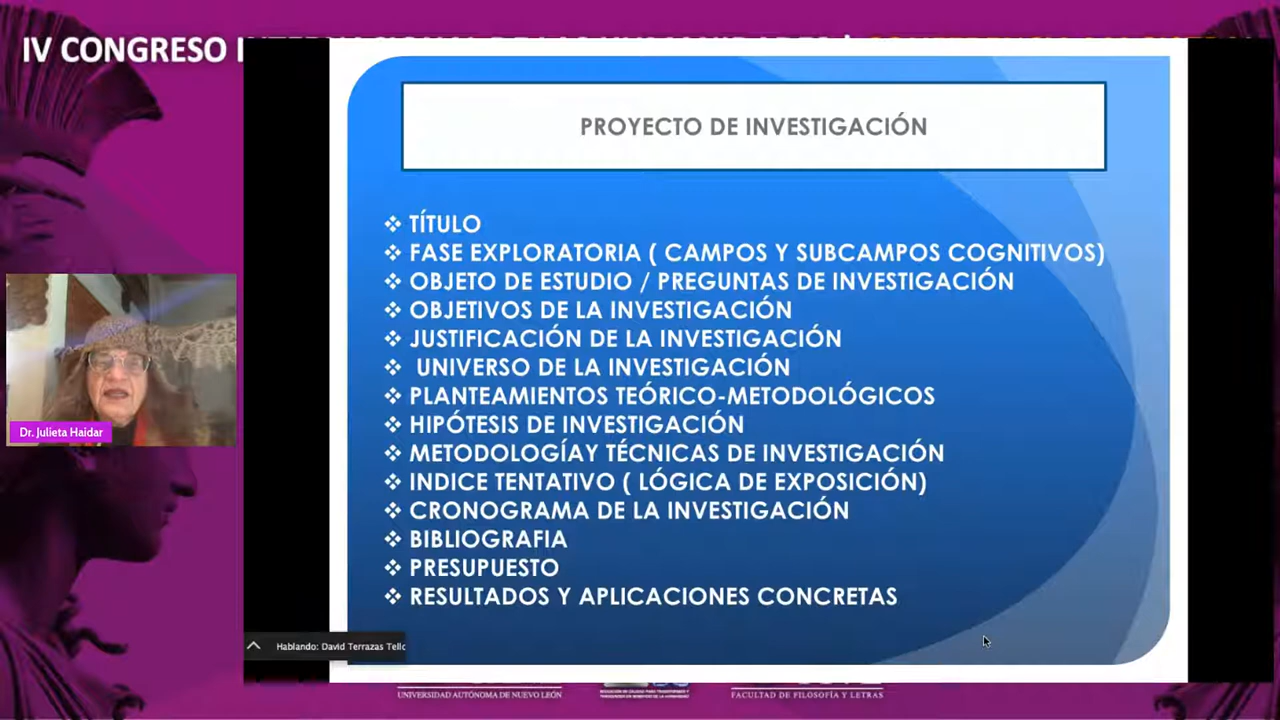 IV CONGRESO
PROYECTO DE INVESTIGACIÓN
❖ TÍTULO
❖ FASE EXPLORATORIA ( CAMPOS Y SUBCAMPOS COGNITIVOS)
❖ OBJETO DE ESTUDIO / PREGUNTAS DE INVESTIGACIÓN
❖ OBJETIVOS DE LA INVESTIGACIÓN
❖ JUSTIFICACIÓN DE LA INVESTIGACIÓN
❖ UNIVERSO DE LA INVESTIGACIÓN
❖ PLANTEAMIENTOS TEÓRICO-METODOLÓGICOS
❖ HIPÓTESIS DE INVESTIGACIÓN
❖ METODOLOGÍAY TÉCNICAS DE INVESTIGACIÓN
❖ INDICE TENTATIVO ( LÓGICA DE EXPOSICIÓN)
❖ CRONOGRAMA DE LA INVESTIGACIÓN
❖ BIBLIOGRAFIA
❖ PRESUPUESTO
❖ RESULTADOS Y APLICACIONES CONCRETAS
Dr. Julieta Haidar
Hablando: David Terrazas Tello
UNIVERSIDAD AUTÓNOMA DE NUEVO LEÓN
FACULTAD DE FILOSOFÍA Y LETRAS